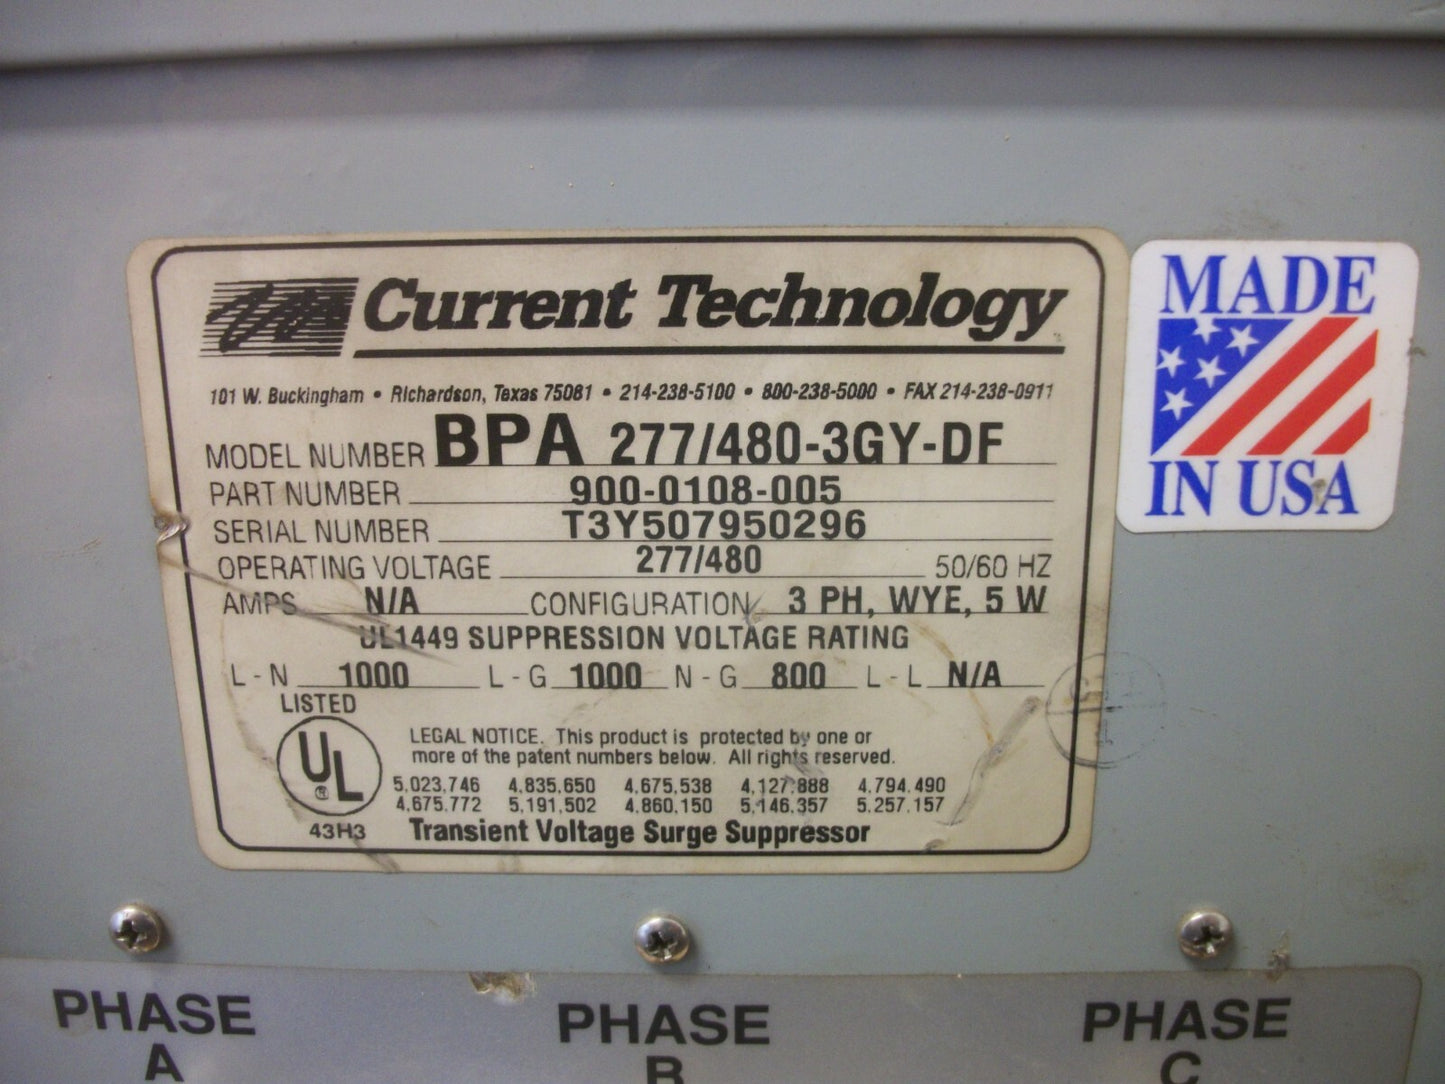 Current Technology
101 W. Buckingham • Richardson, Texas 75081 • 214-238-5100 • 800-238-5000 • FAX 214-238-0911
MODEL NUMBER BPA 277/480-3GY-DF
PART NUMBER 900-0108-005
SERIAL NUMBER T3Y507950296
OPERATING VOLTAGE 277/480 50/60 HZ
AMPS N/A CONFIGURATION 3 PH, WYE, 5 W
UL1449 SUPPRESSION VOLTAGE RATING
L - N 1000 L - G 1000 N - G 800 L - L N/A
LISTED
UL ®
43H3
LEGAL NOTICE. This product is protected by one or
more of the patent numbers below. All rights reserved.
5,023,746 4,835,650 4,675,538 4,127,888 4,794,490
4,675,772 5,191,502 4,860,150 5,146,357 5,257,157
Transient Voltage Surge Suppressor
MADE
IN USA
PHASE
A
PHASE
B
PHASE
C